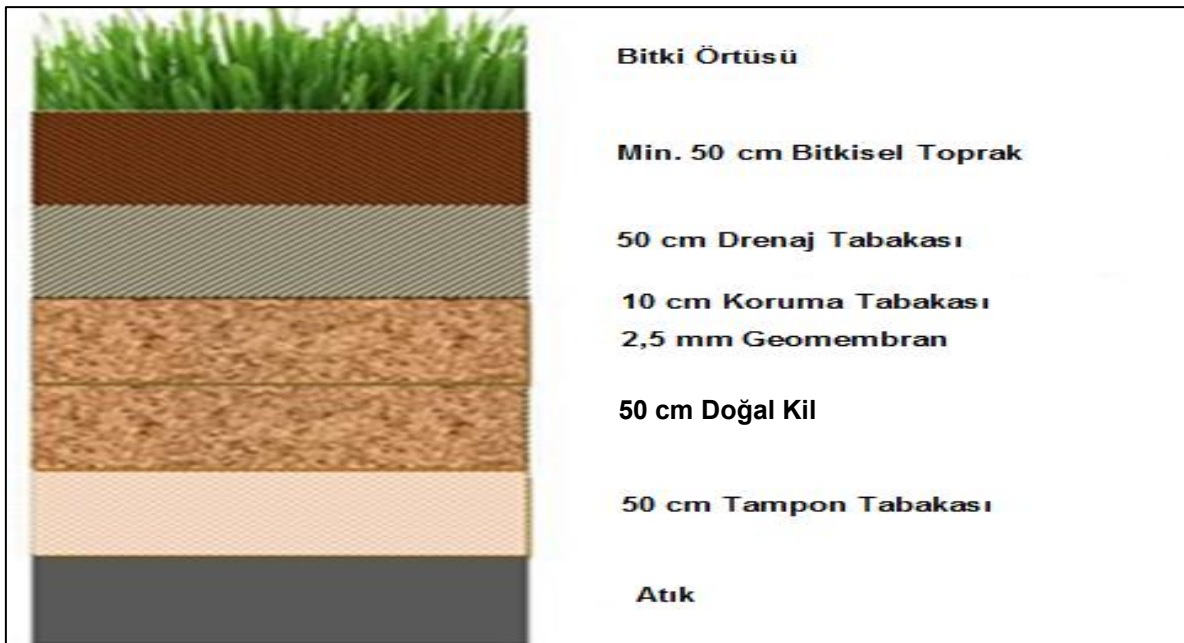 Bitki Örtüsü
Min. 50 cm Bitkisel Toprak
50 cm Drenaj Tabakası
10 cm Koruma Tabakası
2,5 mm Geomembran
50 cm Doğal Kil
50 cm Tampon Tabakası
Atık